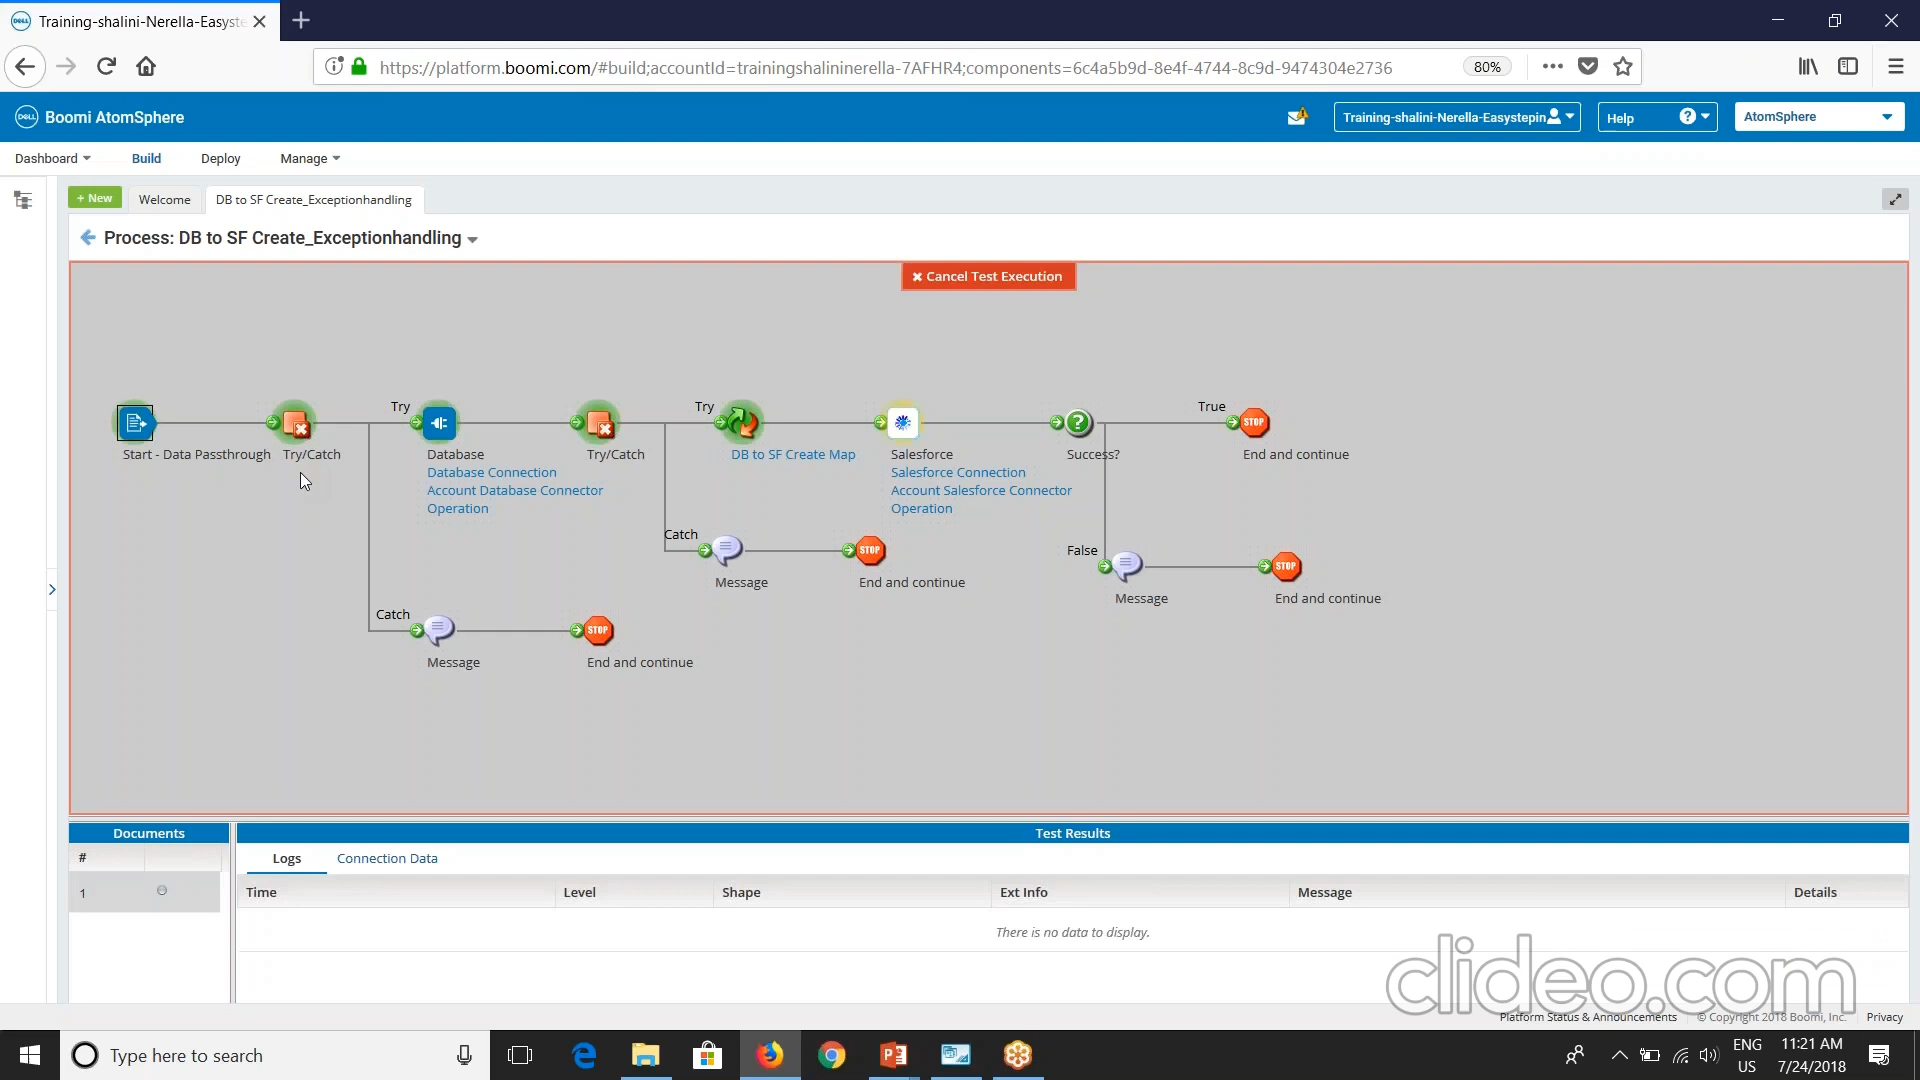 Training-shalini-Nerella-Easyste
https://platform.boomi.com/#build;accountId=trainingshalininerella-7AFHR4;components=6c4a5b9d-8e4f-4744-8c9d-9474304e2736
80%
DELL Boomi AtomSphere
Training-shalini-Nerella-Easystepin
Help
AtomSphere
Dashboard
Build
Deploy
Manage
+ New
Welcome
DB to SF Create_Exceptionhandling
Process: DB to SF Create_Exceptionhandling
Cancel Test Execution
Try
Try
True
STOP
Start - Data Passthrough
Try/Catch
Database
Database Connection
Account Database Connector
Operation
Try/Catch
DB to SF Create Map
Salesforce
Salesforce Connection
Account Salesforce Connector
Operation
Success?
End and continue
Catch
STOP
Message
End and continue
False
STOP
Message
End and continue
Catch
STOP
Message
End and continue
Documents
Test Results
#
Logs
Connection Data
1
Time
Level
Shape
Ext Info
Message
Details
There is no data to display.
clideo.com
Platform Status & Announcements
© Copyright 2018 Boomi, Inc.
Privacy
Type here to search
ENG
US
11:21 AM
7/24/2018